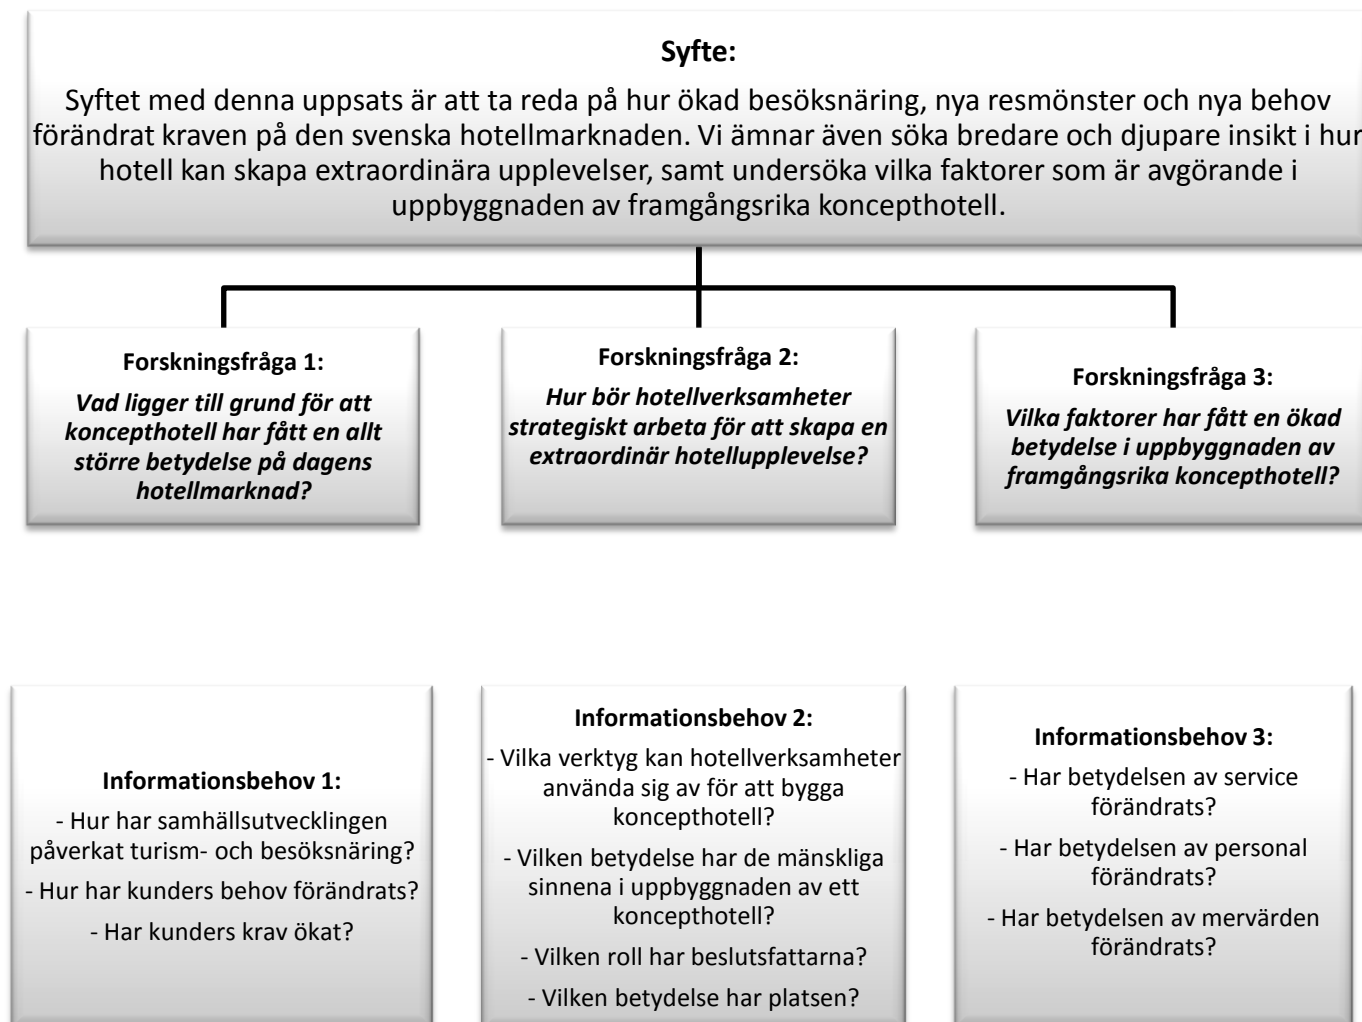 Syfte:
Syftet med denna uppsats är att ta reda på hur ökad besöksnäring, nya resmönster och nya behov
förändrat kraven på den svenska hotellmarknaden. Vi ämnar även söka bredare och djupare insikt i hur
hotell kan skapa extraordinära upplevelser, samt undersöka vilka faktorer som är avgörande i
uppbyggnaden av framgångsrika koncepthotell.
Forskningsfråga 1:
Vad ligger till grund för att
koncepthotell har fått en allt
större betydelse på dagens
hotellmarknad?
Forskningsfråga 2:
Hur bör hotellverksamheter
strategiskt arbeta för att skapa en
extraordinär hotellupplevelse?
Forskningsfråga 3:
Vilka faktorer har fått en ökad
betydelse i uppbyggnaden av
framgångsrika koncepthotell?
Informationsbehov 1:
- Hur har samhällsutvecklingen
påverkat turism- och besöksnäring?
- Hur har kunders behov förändrats?
- Har kunders krav ökat?
Informationsbehov 2:
- Vilka verktyg kan hotellverksamheter
använda sig av för att bygga
koncepthotell?
- Vilken betydelse har de mänskliga
sinnena i uppbyggnaden av ett
koncepthotell?
- Vilken roll har beslutsfattarna?
- Vilken betydelse har platsen?
Informationsbehov 3:
- Har betydelsen av service
förändrats?
- Har betydelsen av personal
förändrats?
- Har betydelsen av mervärden
förändrats?